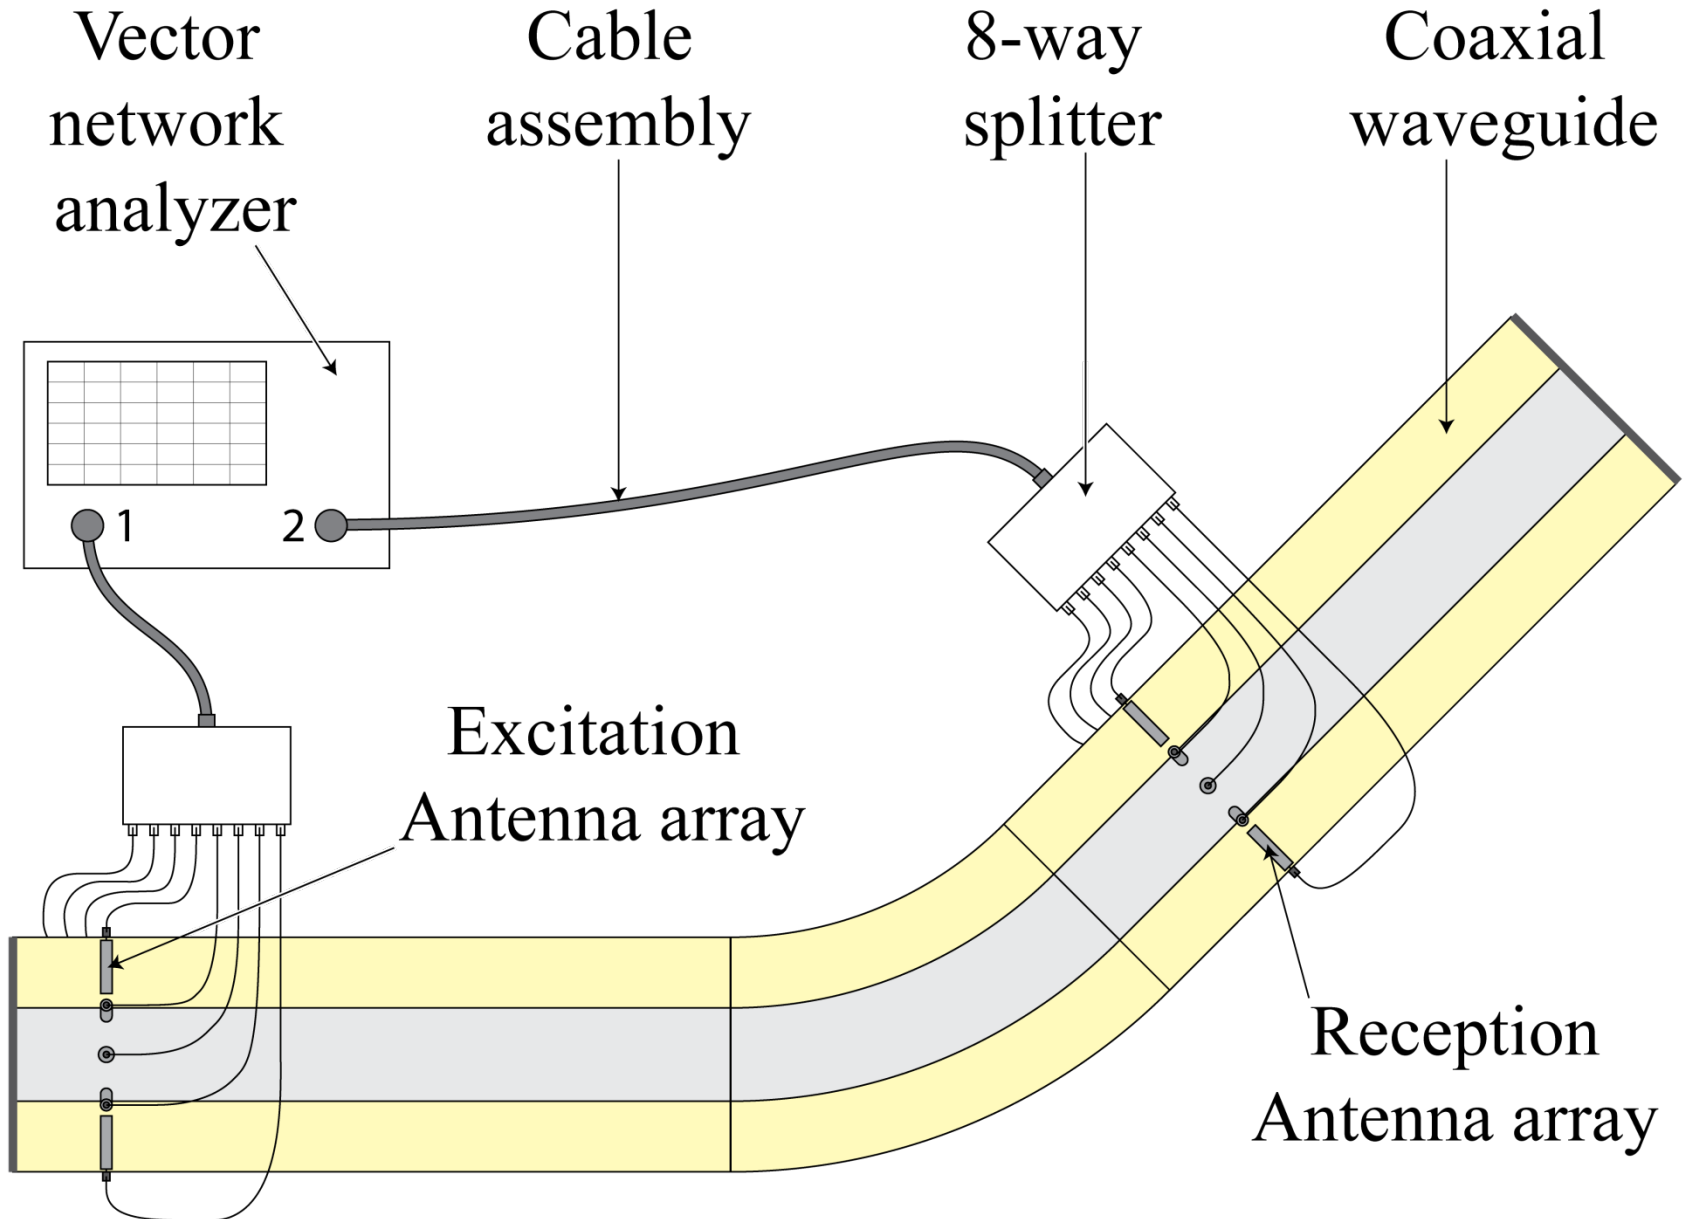 Vector
network
analyzer
Cable
assembly
8-way
splitter
Coaxial
waveguide
1
2
Excitation
Antenna array
Reception
Antenna array